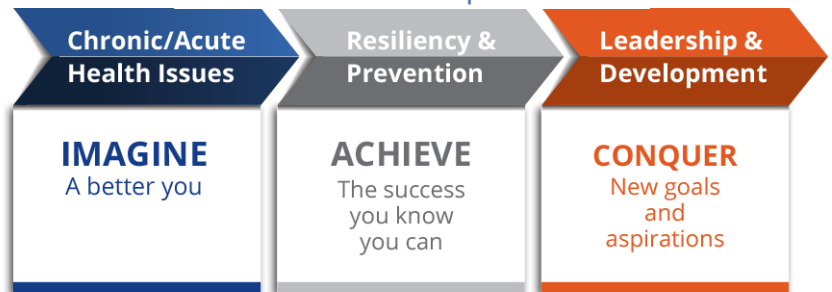 Chronic/Acute
Health Issues
IMAGINE
A better you
Resiliency &
Prevention
ACHIEVE
The success
you know
you can
Leadership &
Development
CONQUER
New goals
and
aspirations